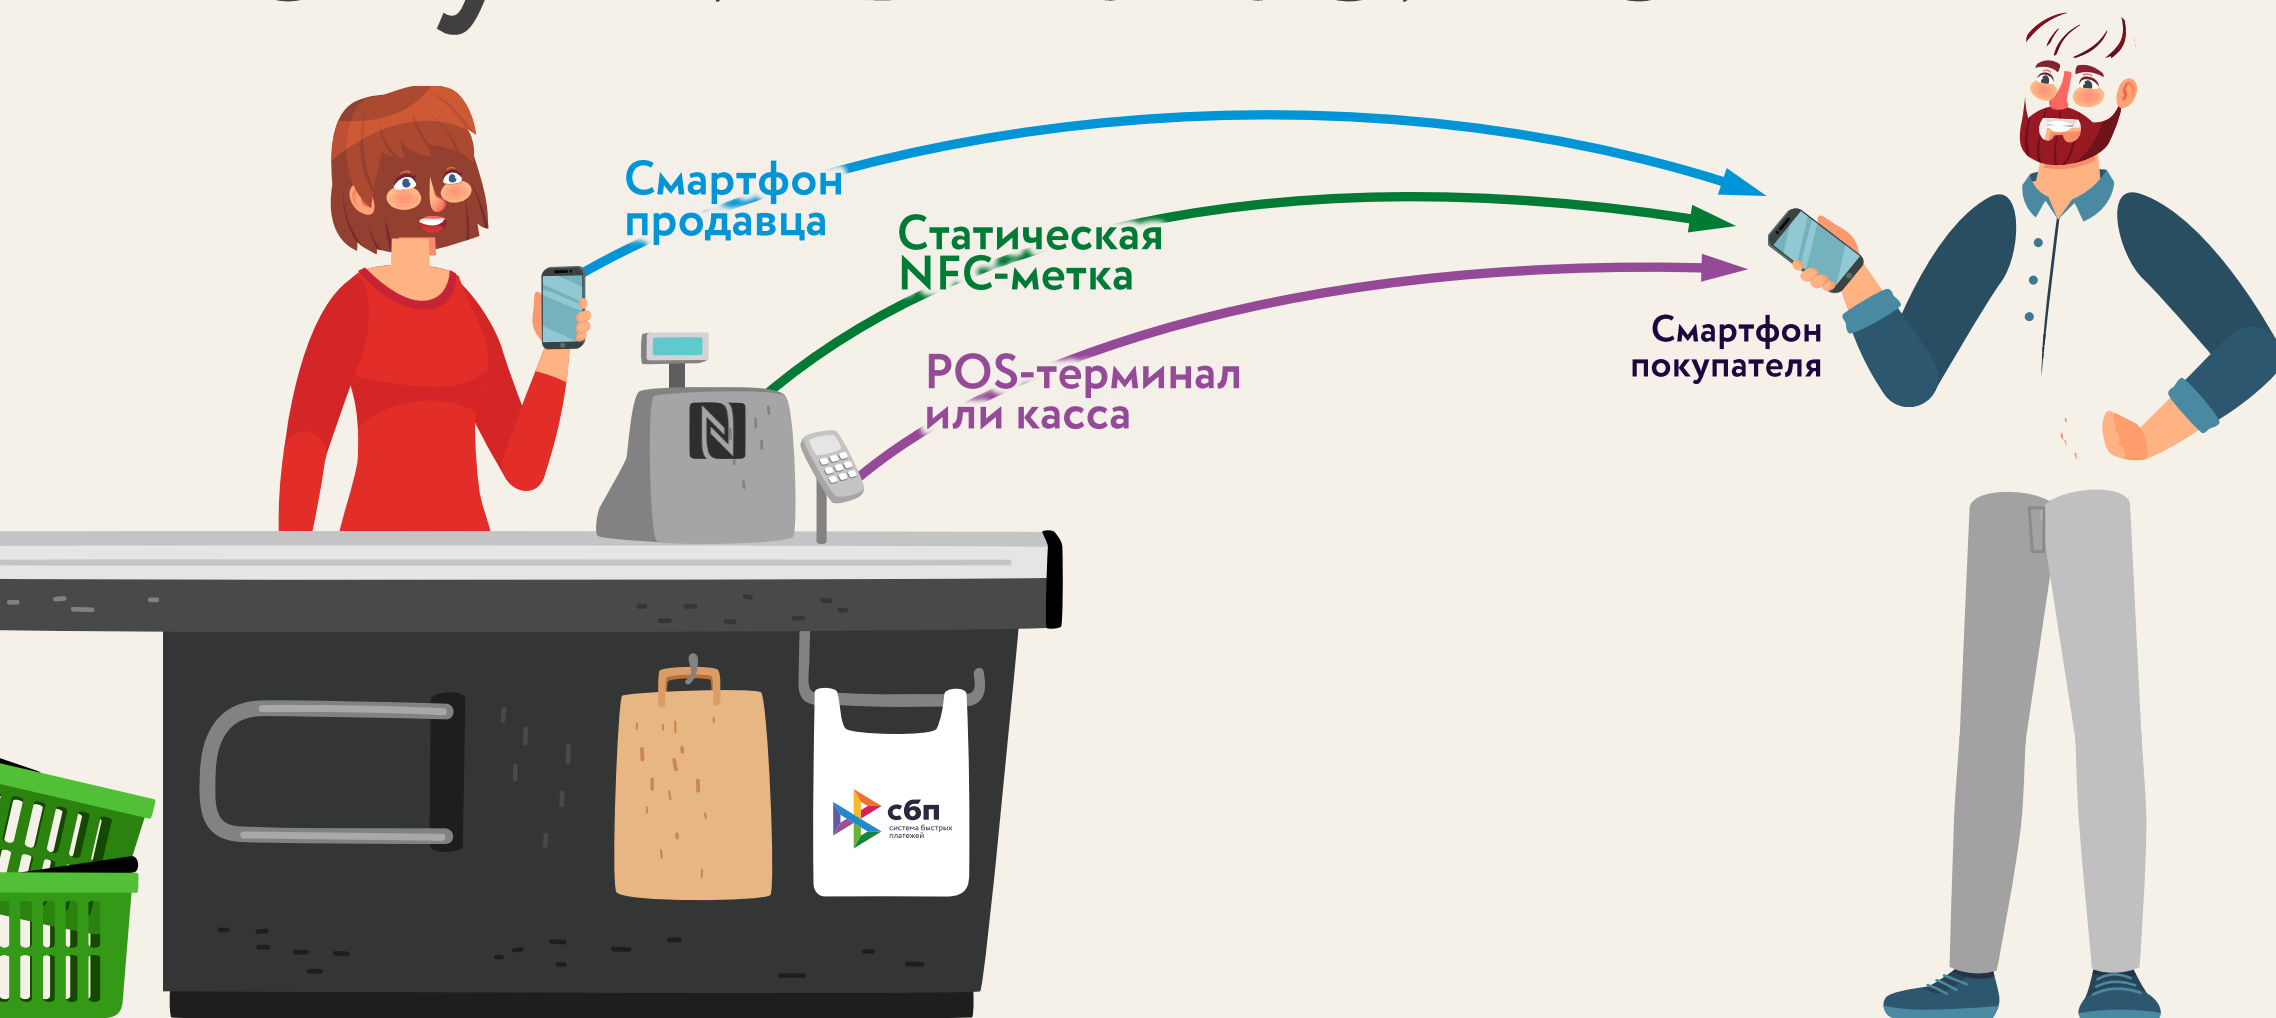 Смартфон
продавца
Статическая
NFC-метка
POS-терминал
или касса
Смартфон
покупателя
сбп
система быстрых
платежей